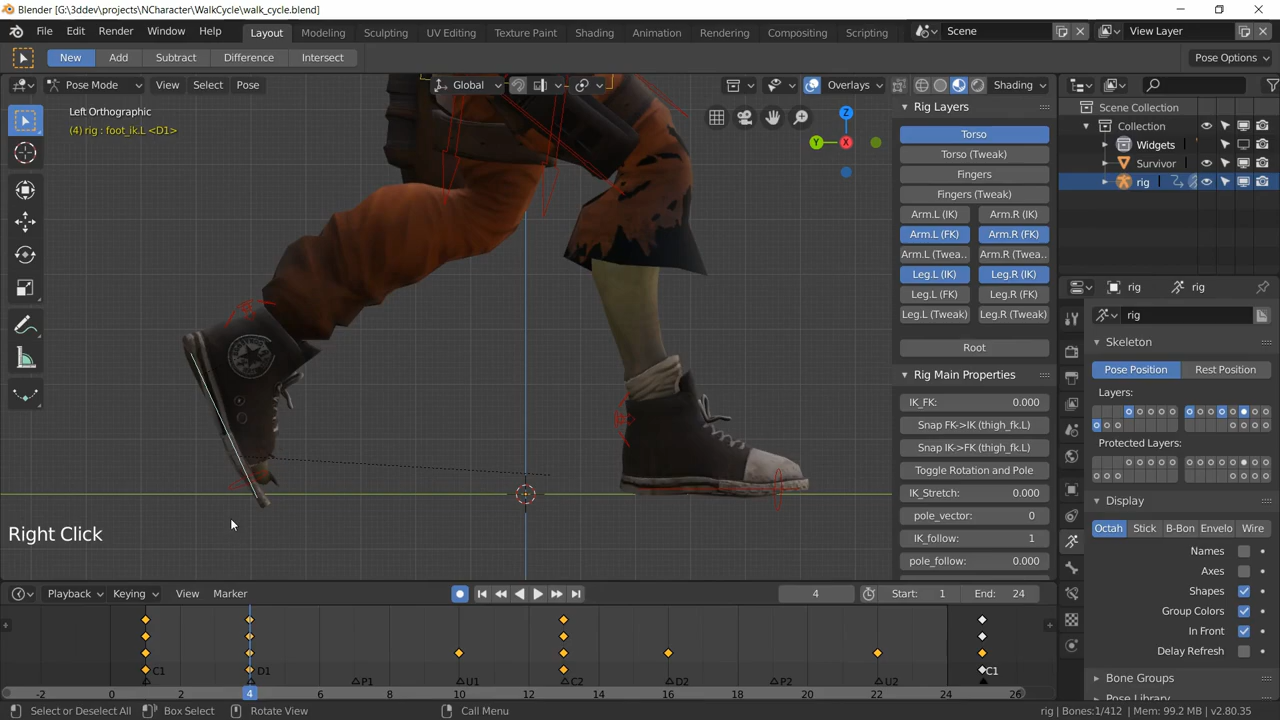 Blender [G:\3ddev\projects\NCharacter\WalkCycle\walk_cycle.blend]
File Edit Render Window Help Layout Modeling Sculpting UV Editing Texture Paint Shading Animation Rendering Compositing Scripting Scene View Layer
New Add Subtract Difference Intersect Pose Options
Pose Mode View Select Pose Global Overlays Shading
Left Orthographic
(4) rig : foot_ik.L <D1>
Z
Y
X
Right Click
Rig Layers
Torso
Torso (Tweak)
Fingers
Fingers (Tweak)
Arm.L (IK) Arm.R (IK)
Arm.L (FK) Arm.R (FK)
Arm.L (Twea.. Arm.R (Twea..
Leg.L (IK) Leg.R (IK)
Leg.L (FK) Leg.R (FK)
Leg.L (Tweak) Leg.R (Tweak)
Root
Rig Main Properties
IK_FK: 0.000
Snap FK->IK (thigh_fk.L)
Snap IK->FK (thigh_fk.L)
Toggle Rotation and Pole
IK_Stretch: 0.000
pole_vector: 0
IK_follow: 1
pole_follow: 0.000
Scene Collection
Collection
Widgets
Survivor
rig
rig rig
rig
Skeleton
Pose Position Rest Position
Layers:
Protected Layers:
Display
Octah Stick B-Bon Envelo Wire
Names
Axes
Shapes
Group Colors
In Front
Delay Refresh
Bone Groups
Pose Library
Playback Keying View Marker 4 Start: 1 End: 24
C1 D1 P1 U1 C2 D2 P2 U2 C1
-2 0 2 4 6 8 10 12 14 16 18 20 22 24 26
Select or Deselect All Box Select Rotate View Call Menu rig | Bones:1/412 | Mem: 99.2 MB | v2.80.35